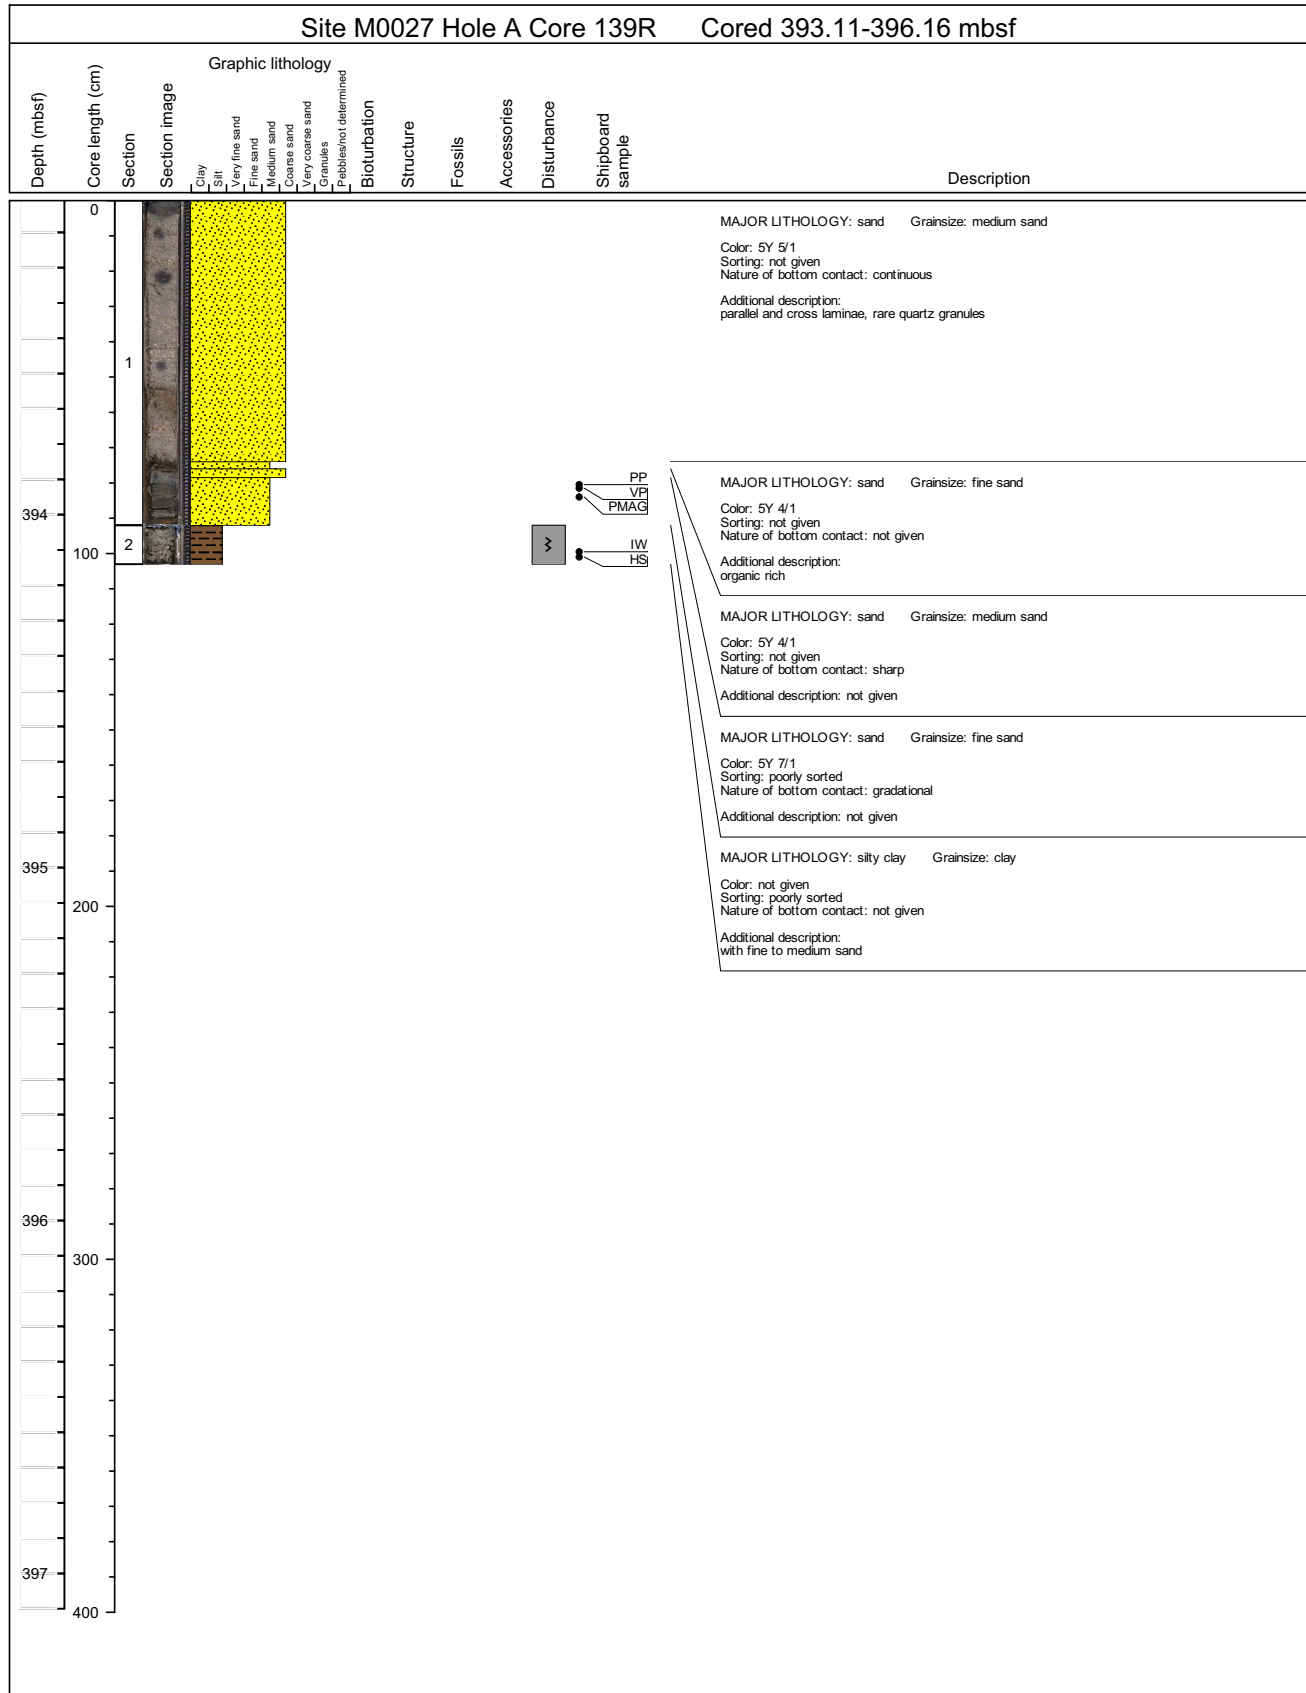 Site M0027 Hole A Core 139R Cored 393.11-396.16 mbsf
Graphic lithology
Depth (mbsf)
Core length (cm)
Section
Section image
Clay
Silt
Very fine sand
Fine sand
Medium sand
Coarse sand
Very coarse sand
Granules
Pebbles/not determined
Bioturbation
Structure
Fossils
Accessories
Disturbance
Shipboard
sample
Description
0
MAJOR LITHOLOGY: sand Grainsize: medium sand
Color: 5Y 5/1
Sorting: not given
Nature of bottom contact: continuous
Additional description:
parallel and cross laminae, rare quartz granules
1
PP
VP
PMAG
MAJOR LITHOLOGY: sand Grainsize: fine sand
Color: 5Y 4/1
Sorting: not given
Nature of bottom contact: not given
Additional description:
organic rich
394
2
100
IW
HS
MAJOR LITHOLOGY: sand Grainsize: medium sand
Color: 5Y 4/1
Sorting: not given
Nature of bottom contact: sharp
Additional description: not given
MAJOR LITHOLOGY: sand Grainsize: fine sand
Color: 5Y 7/1
Sorting: poorly sorted
Nature of bottom contact: gradational
Additional description: not given
MAJOR LITHOLOGY: silty clay Grainsize: clay
Color: not given
Sorting: poorly sorted
Nature of bottom contact: not given
Additional description:
with fine to medium sand
395
200
396
300
397
400